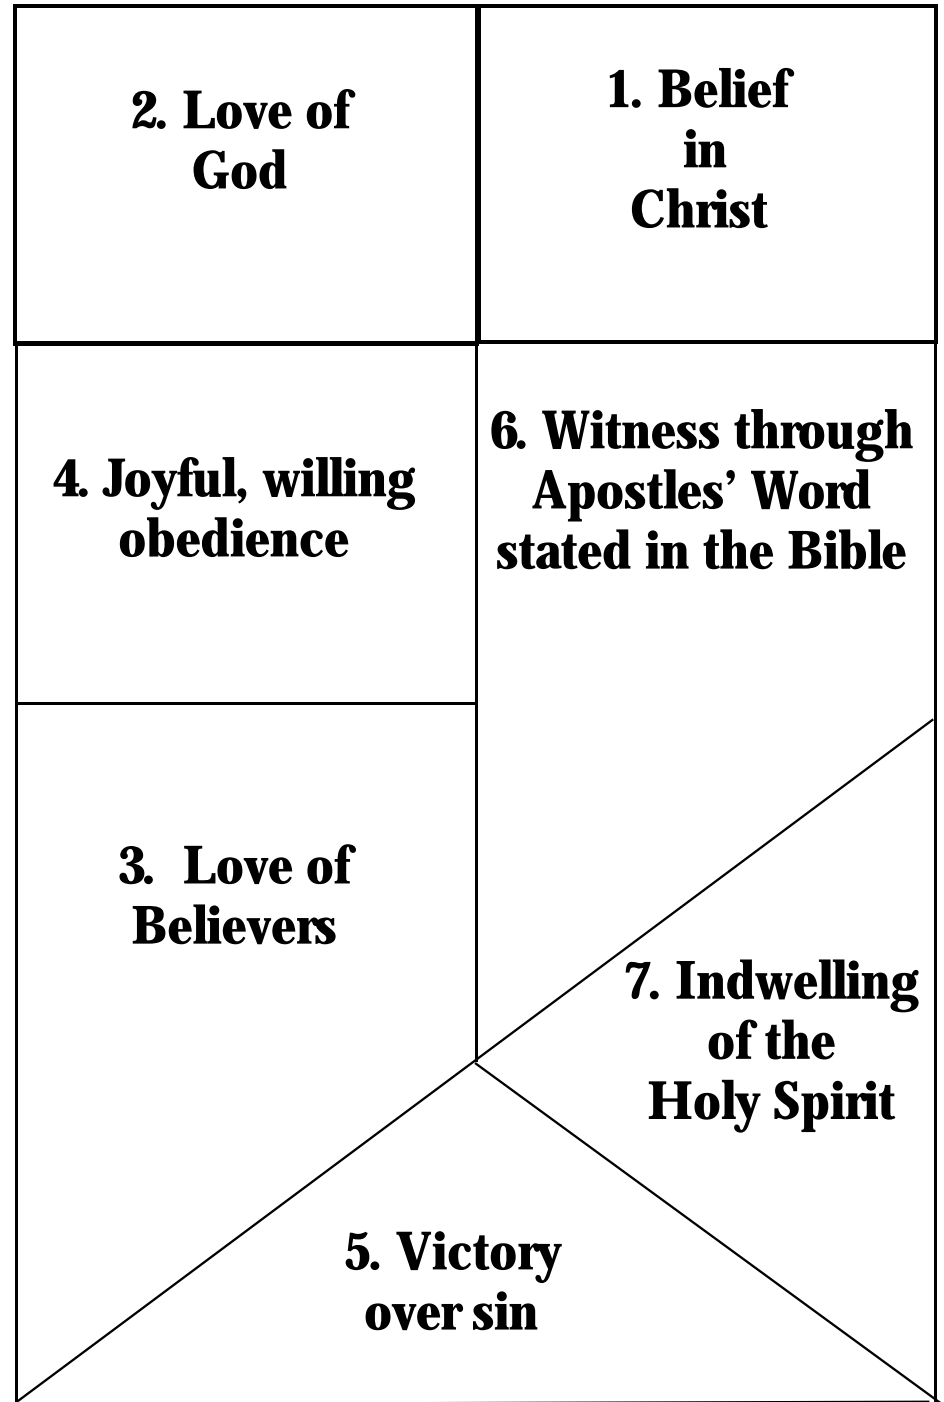 2. Love of
God
1. Belief
in
Christ
4. Joyful, willing
obedience
6. Witness through
Apostles’ Word
stated in the Bible
3.  Love of
Believers
7. Indwelling
of the
Holy Spirit
5. Victory
over sin